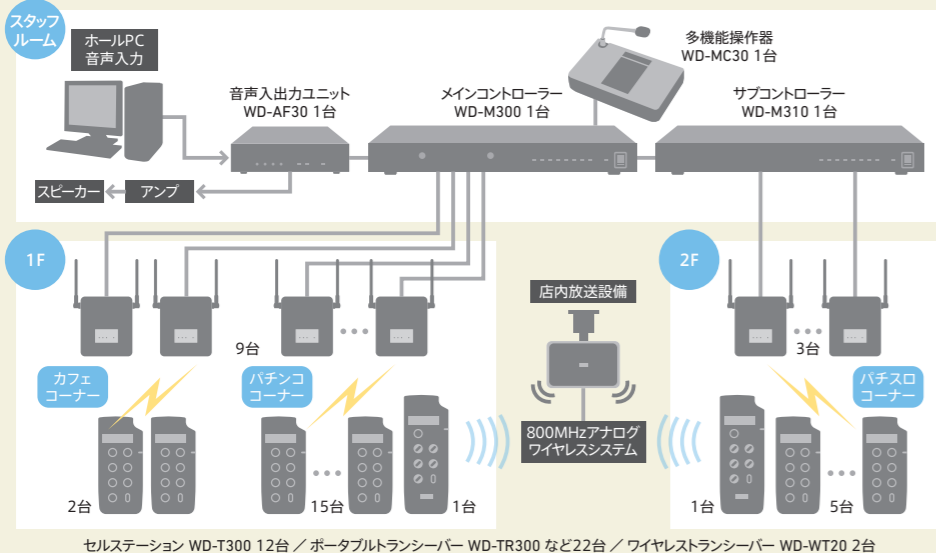 スタッフ
ルーム
ホールPC
音声入力
音声入出力ユニット
WD-AF30 1台
メインコントローラー
WD-M300 1台
多機能操作器
WD-MC30 1台
サブコントローラー
WD-M310 1台
スピーカー
アンプ
1F
2F
店内放送設備
9台
3台
カフェ
コーナー
パチンコ
コーナー
パチスロ
コーナー
800MHzアナログ
ワイヤレスシステム
2台
15台
1台
1台
5台
セルステーション WD-T300 12台 ／ ポータブルトランシーバー WD-TR300 など22台 ／ ワイヤレストランシーバー WD-WT20 2台